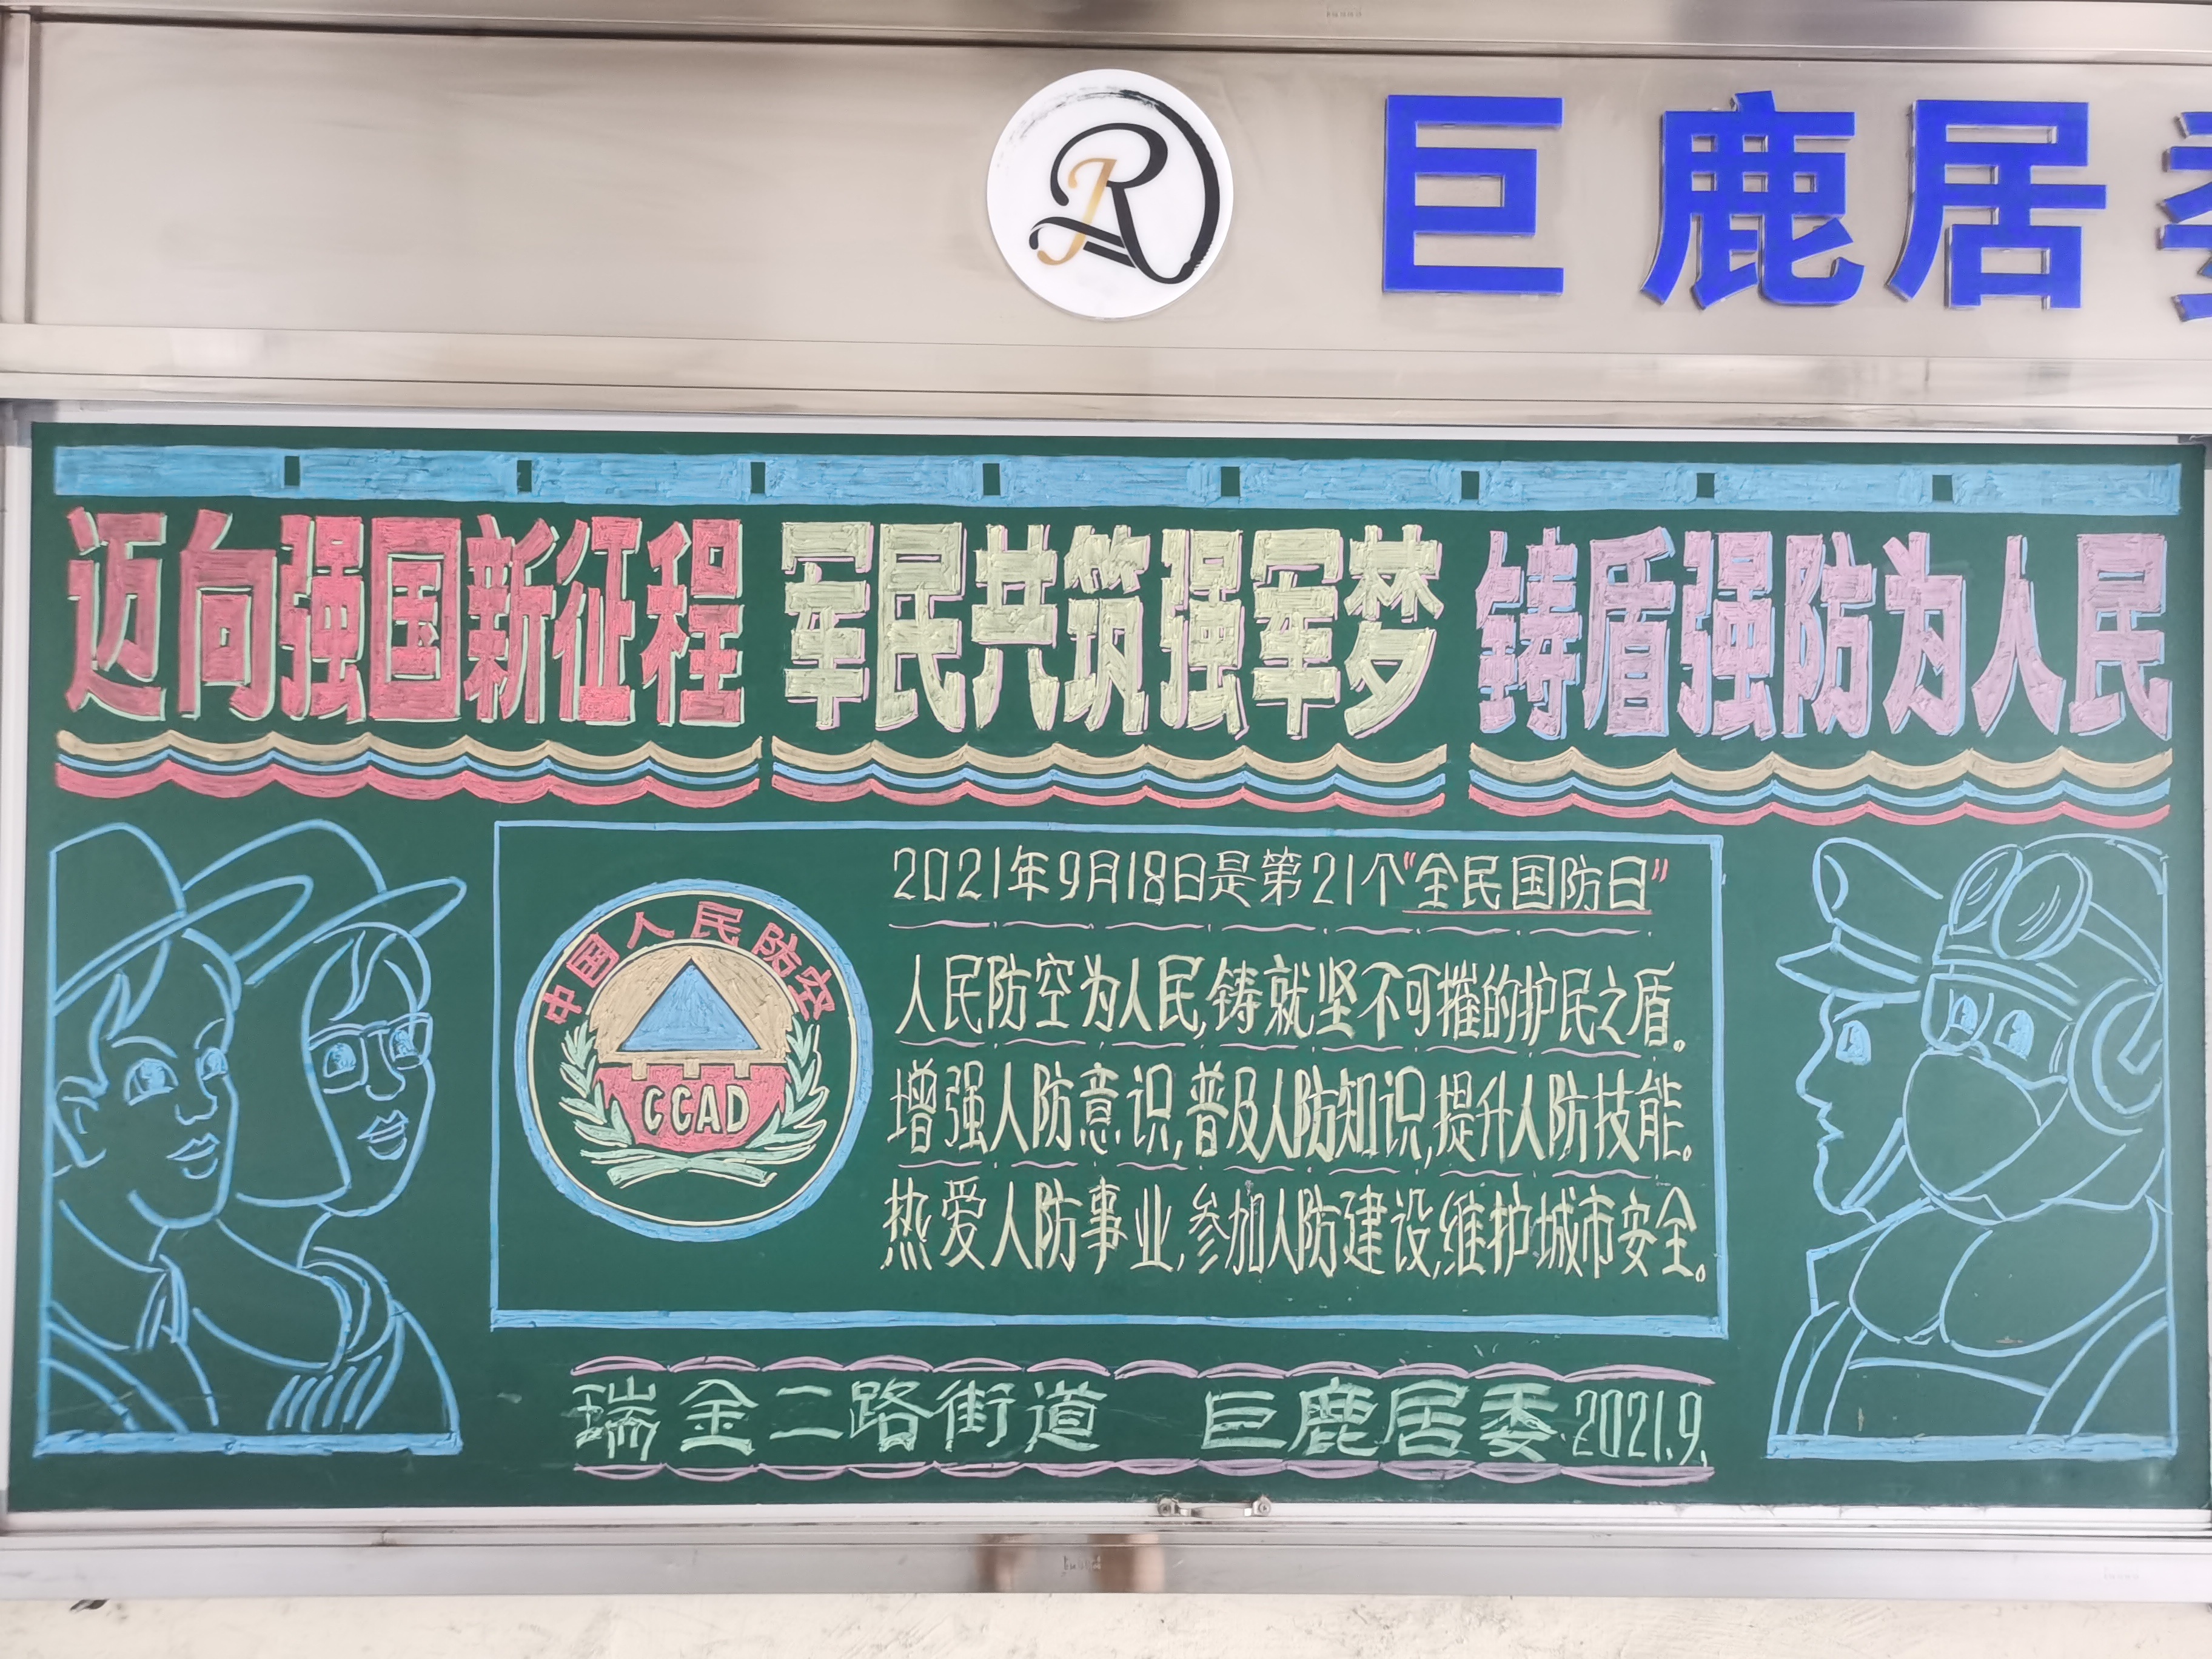 巨鹿居
迈向强国新征程 军民共筑强军梦 铸盾强防为人民
中国人民防空
CCAD
2021年9月18日是第21个“全民国防日”
人民防空为人民,铸就坚不可摧的护民之盾。
增强人防意识,普及人防知识,提升人防技能。
热爱人防事业,参加人防建设,维护城市安全。
瑞金二路街道 巨鹿居委 2021.9.